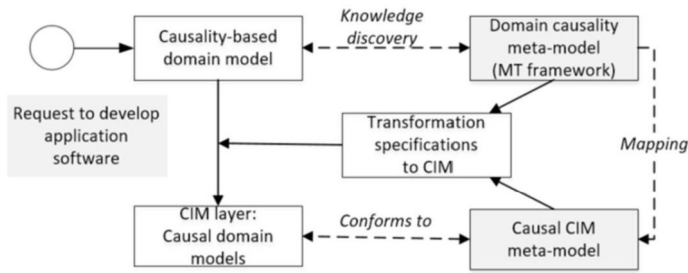 Causality-based
domain model
Knowledge
discovery
Domain causality
meta-model
(MT framework)
Request to develop
application
software
Transformation
specifications
to CIM
Mapping
CIM layer:
Causal domain
models
Conforms to
Causal CIM
meta-model